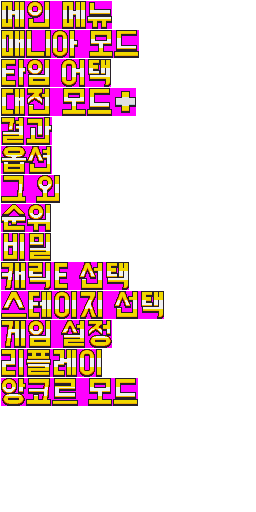 메인 메뉴
매니아 모드
타임 어택
대전 모드+
결과
옵션
그 외
순위
비밀
캐릭E 선택
스테이지 선택
게임 설정
리플레이
앙코르 모드